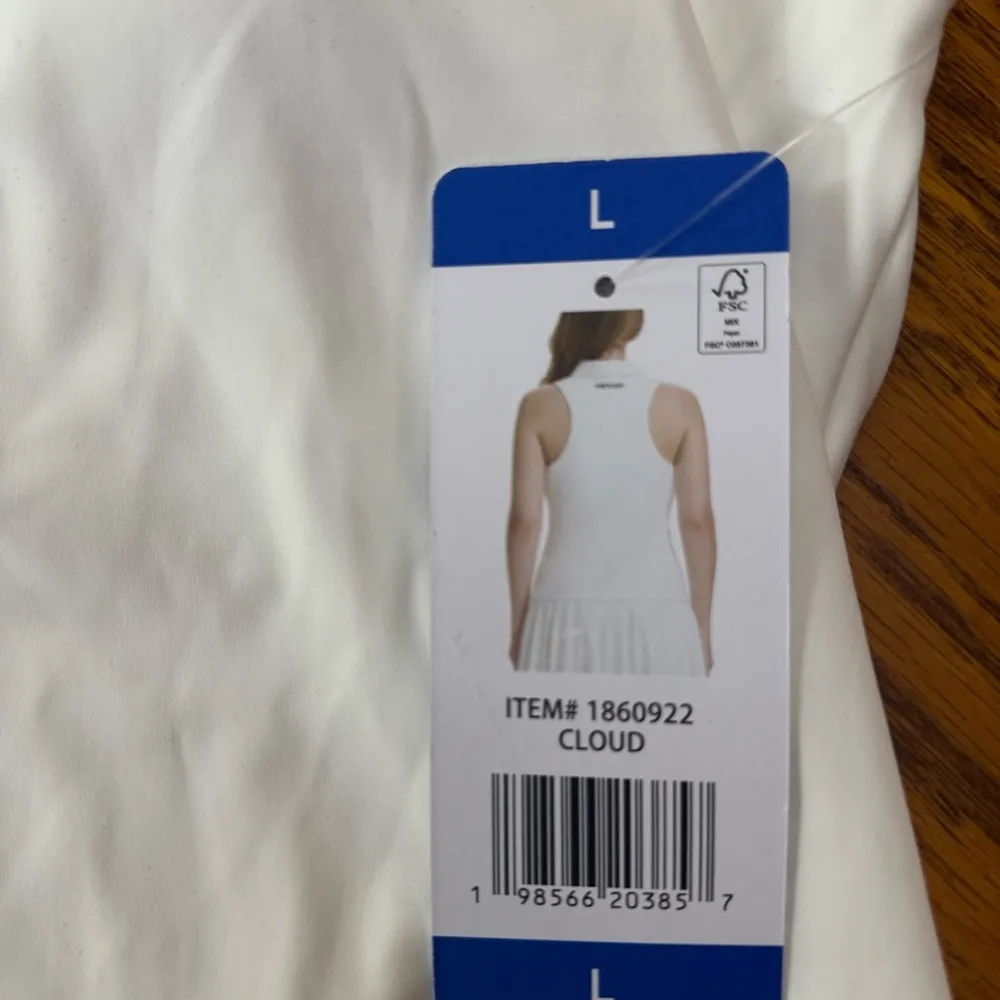 L
FSC
MIX
ITEM# 1860922
CLOUD
1 98566 20385 7
L